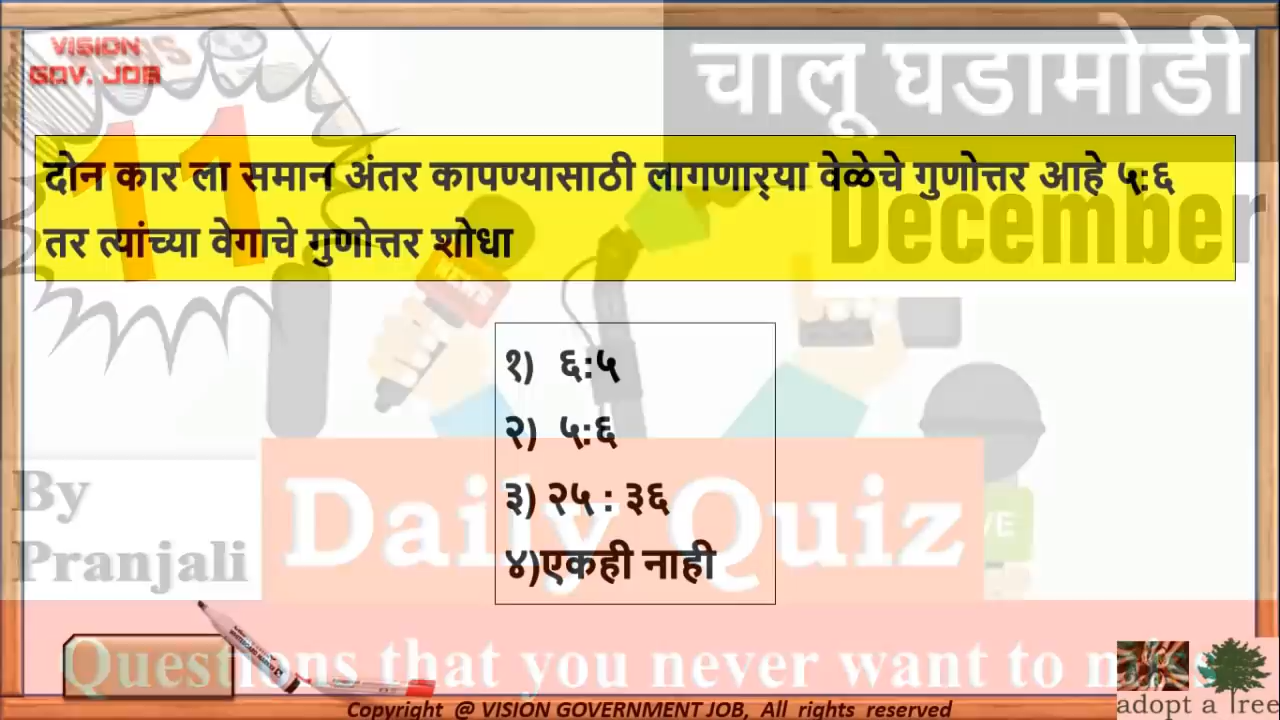 VISION
GOV. JOB
11
चालू घडामोडी
December
दोन कार ला समान अंतर कापण्यासाठी लागणाऱ्या वेळेचे गुणोत्तर आहे ५:६
तर त्यांच्या वेगाचे गुणोत्तर शोधा
१) ६:५
२) ५:६
३) २५ : ३६
४)एकही नाही
By
Pranjali
Daily Quiz
Questions that you never want to miss
adopt a Tree
Copyright @ VISION GOVERNMENT JOB, All rights reserved